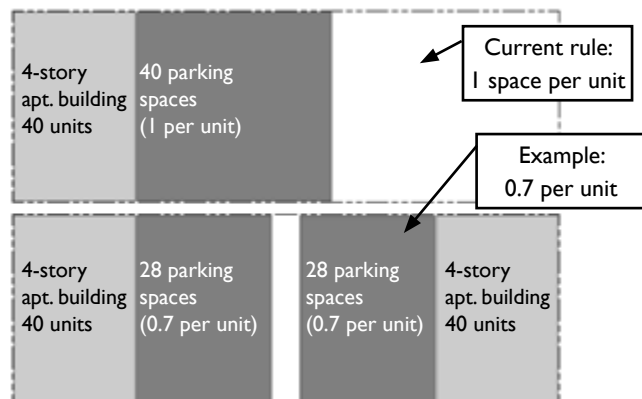 4-story
apt. building
40 units
40 parking
spaces
(1 per unit)
Current rule:
1 space per unit
Example:
0.7 per unit
4-story
apt. building
40 units
28 parking
spaces
(0.7 per unit)
28 parking
spaces
(0.7 per unit)
4-story
apt. building
40 units